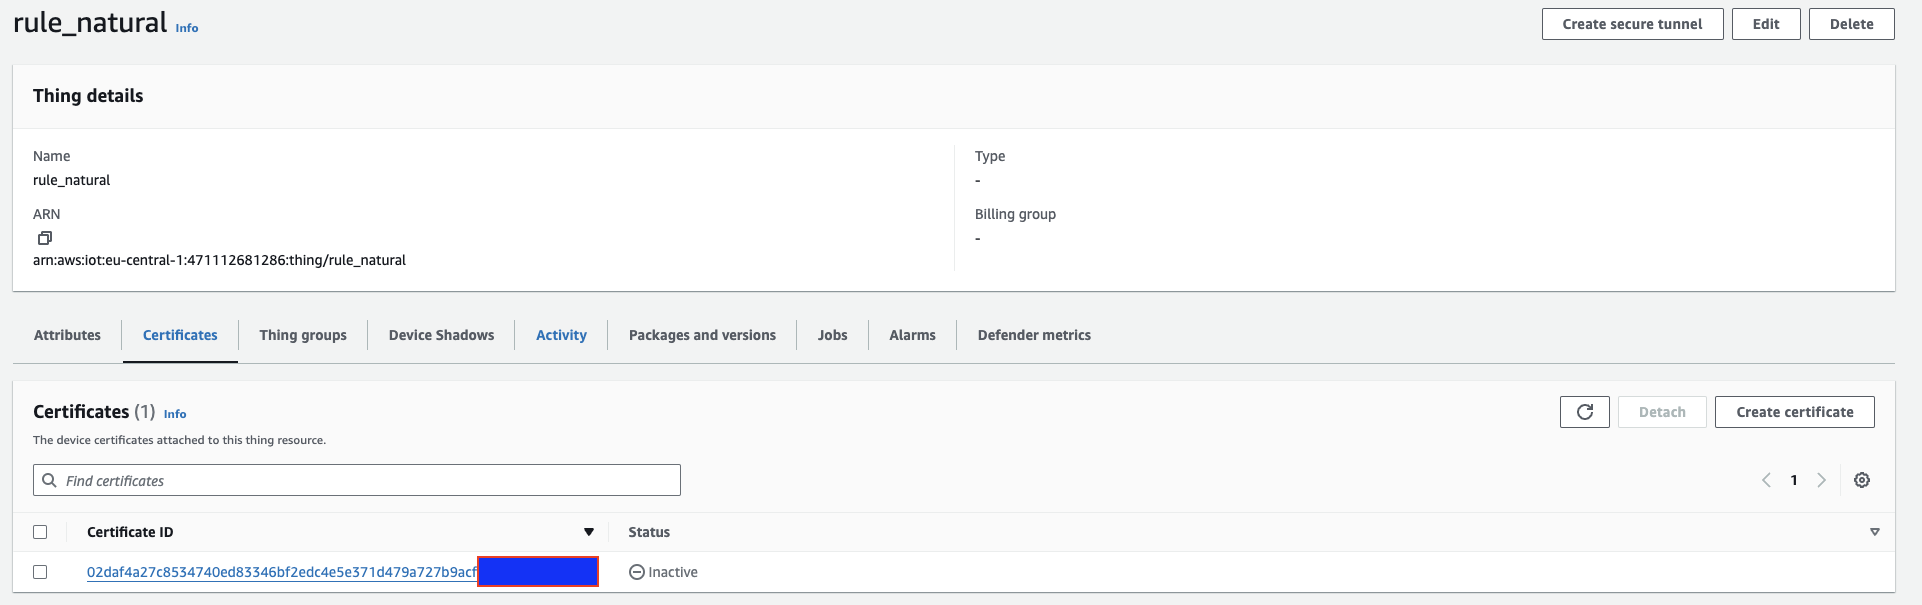 rule_natural Info
Create secure tunnel Edit Delete
Thing details
Name
rule_natural
ARN
arn:aws:iot:eu-central-1:471112681286:thing/rule_natural
Type
-
Billing group
-
Attributes Certificates Thing groups Device Shadows Activity Packages and versions Jobs Alarms Defender metrics
Certificates (1) Info
Detach Create certificate
The device certificates attached to this thing resource.
Find certificates
1
Certificate ID Status
02daf4a27c8534740ed83346bf2edc4e5e371d479a727b9acf Inactive